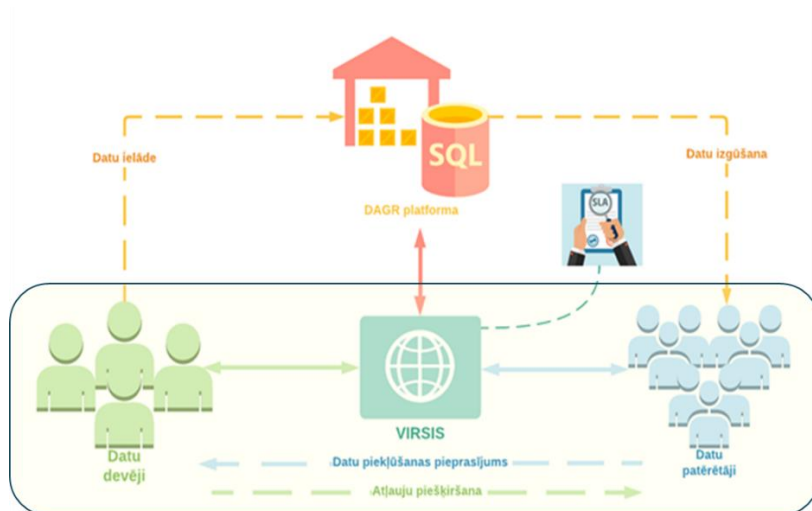 Datu ielāde
SQL
Datu izgūšana
DAGR platforma
SLA
VIRSIS
Datu
devēji
Datu piekļūšanas pieprasījums
Datu
patērētāji
Atļauju piešķiršana